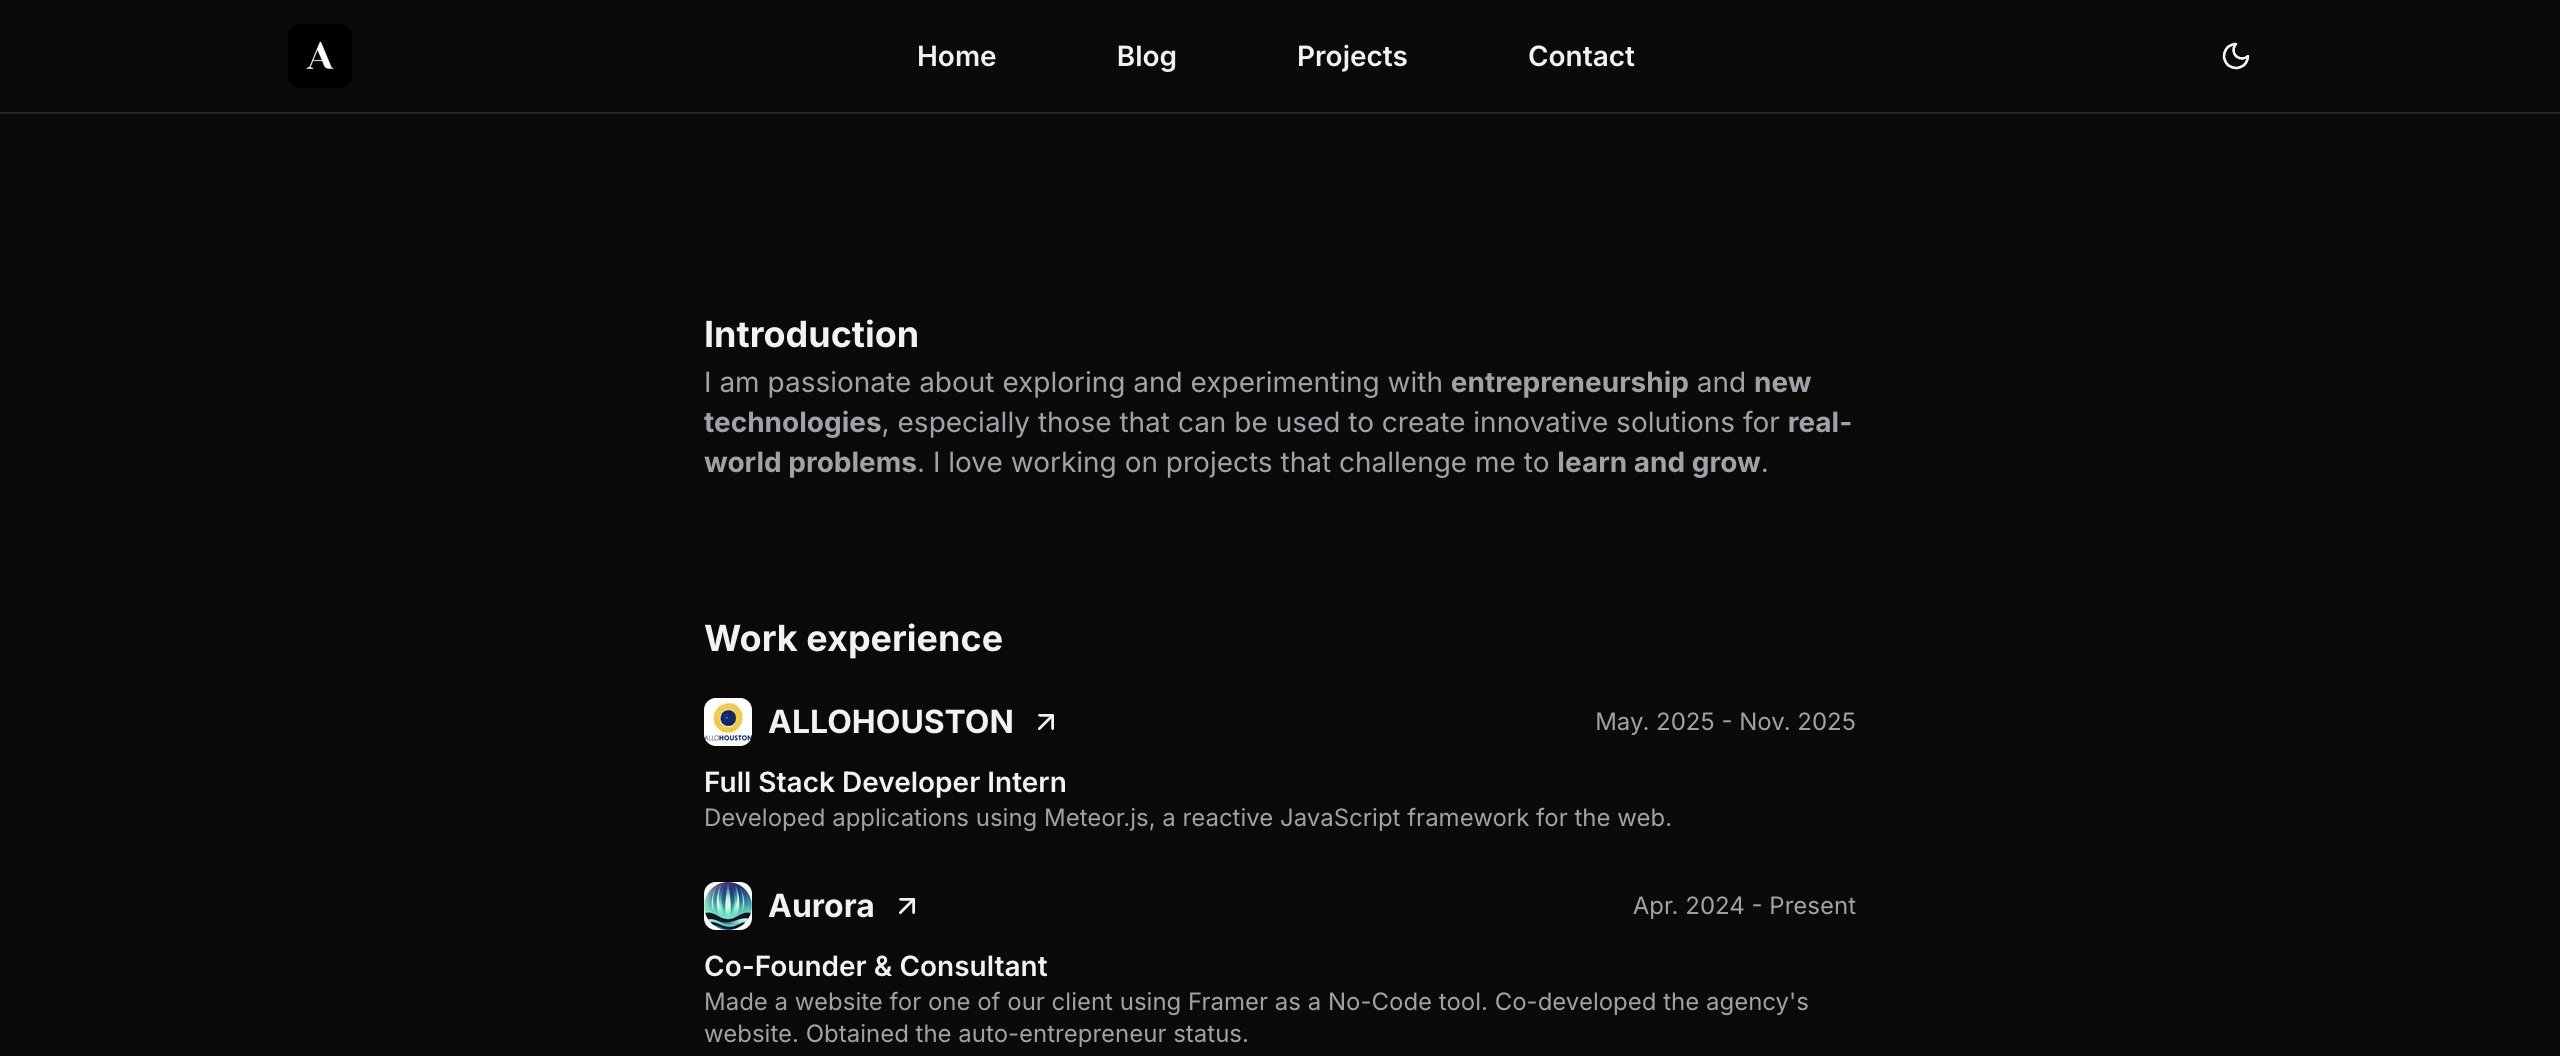 A
Home
Blog
Projects
Contact
Introduction
I am passionate about exploring and experimenting with entrepreneurship and new
technologies, especially those that can be used to create innovative solutions for real-
world problems. I love working on projects that challenge me to learn and grow.
Work experience
ALLOHOUSTON
ALLOHOUSTON
May. 2025 - Nov. 2025
Full Stack Developer Intern
Developed applications using Meteor.js, a reactive JavaScript framework for the web.
Aurora
Apr. 2024 - Present
Co-Founder & Consultant
Made a website for one of our client using Framer as a No-Code tool. Co-developed the agency's
website. Obtained the auto-entrepreneur status.